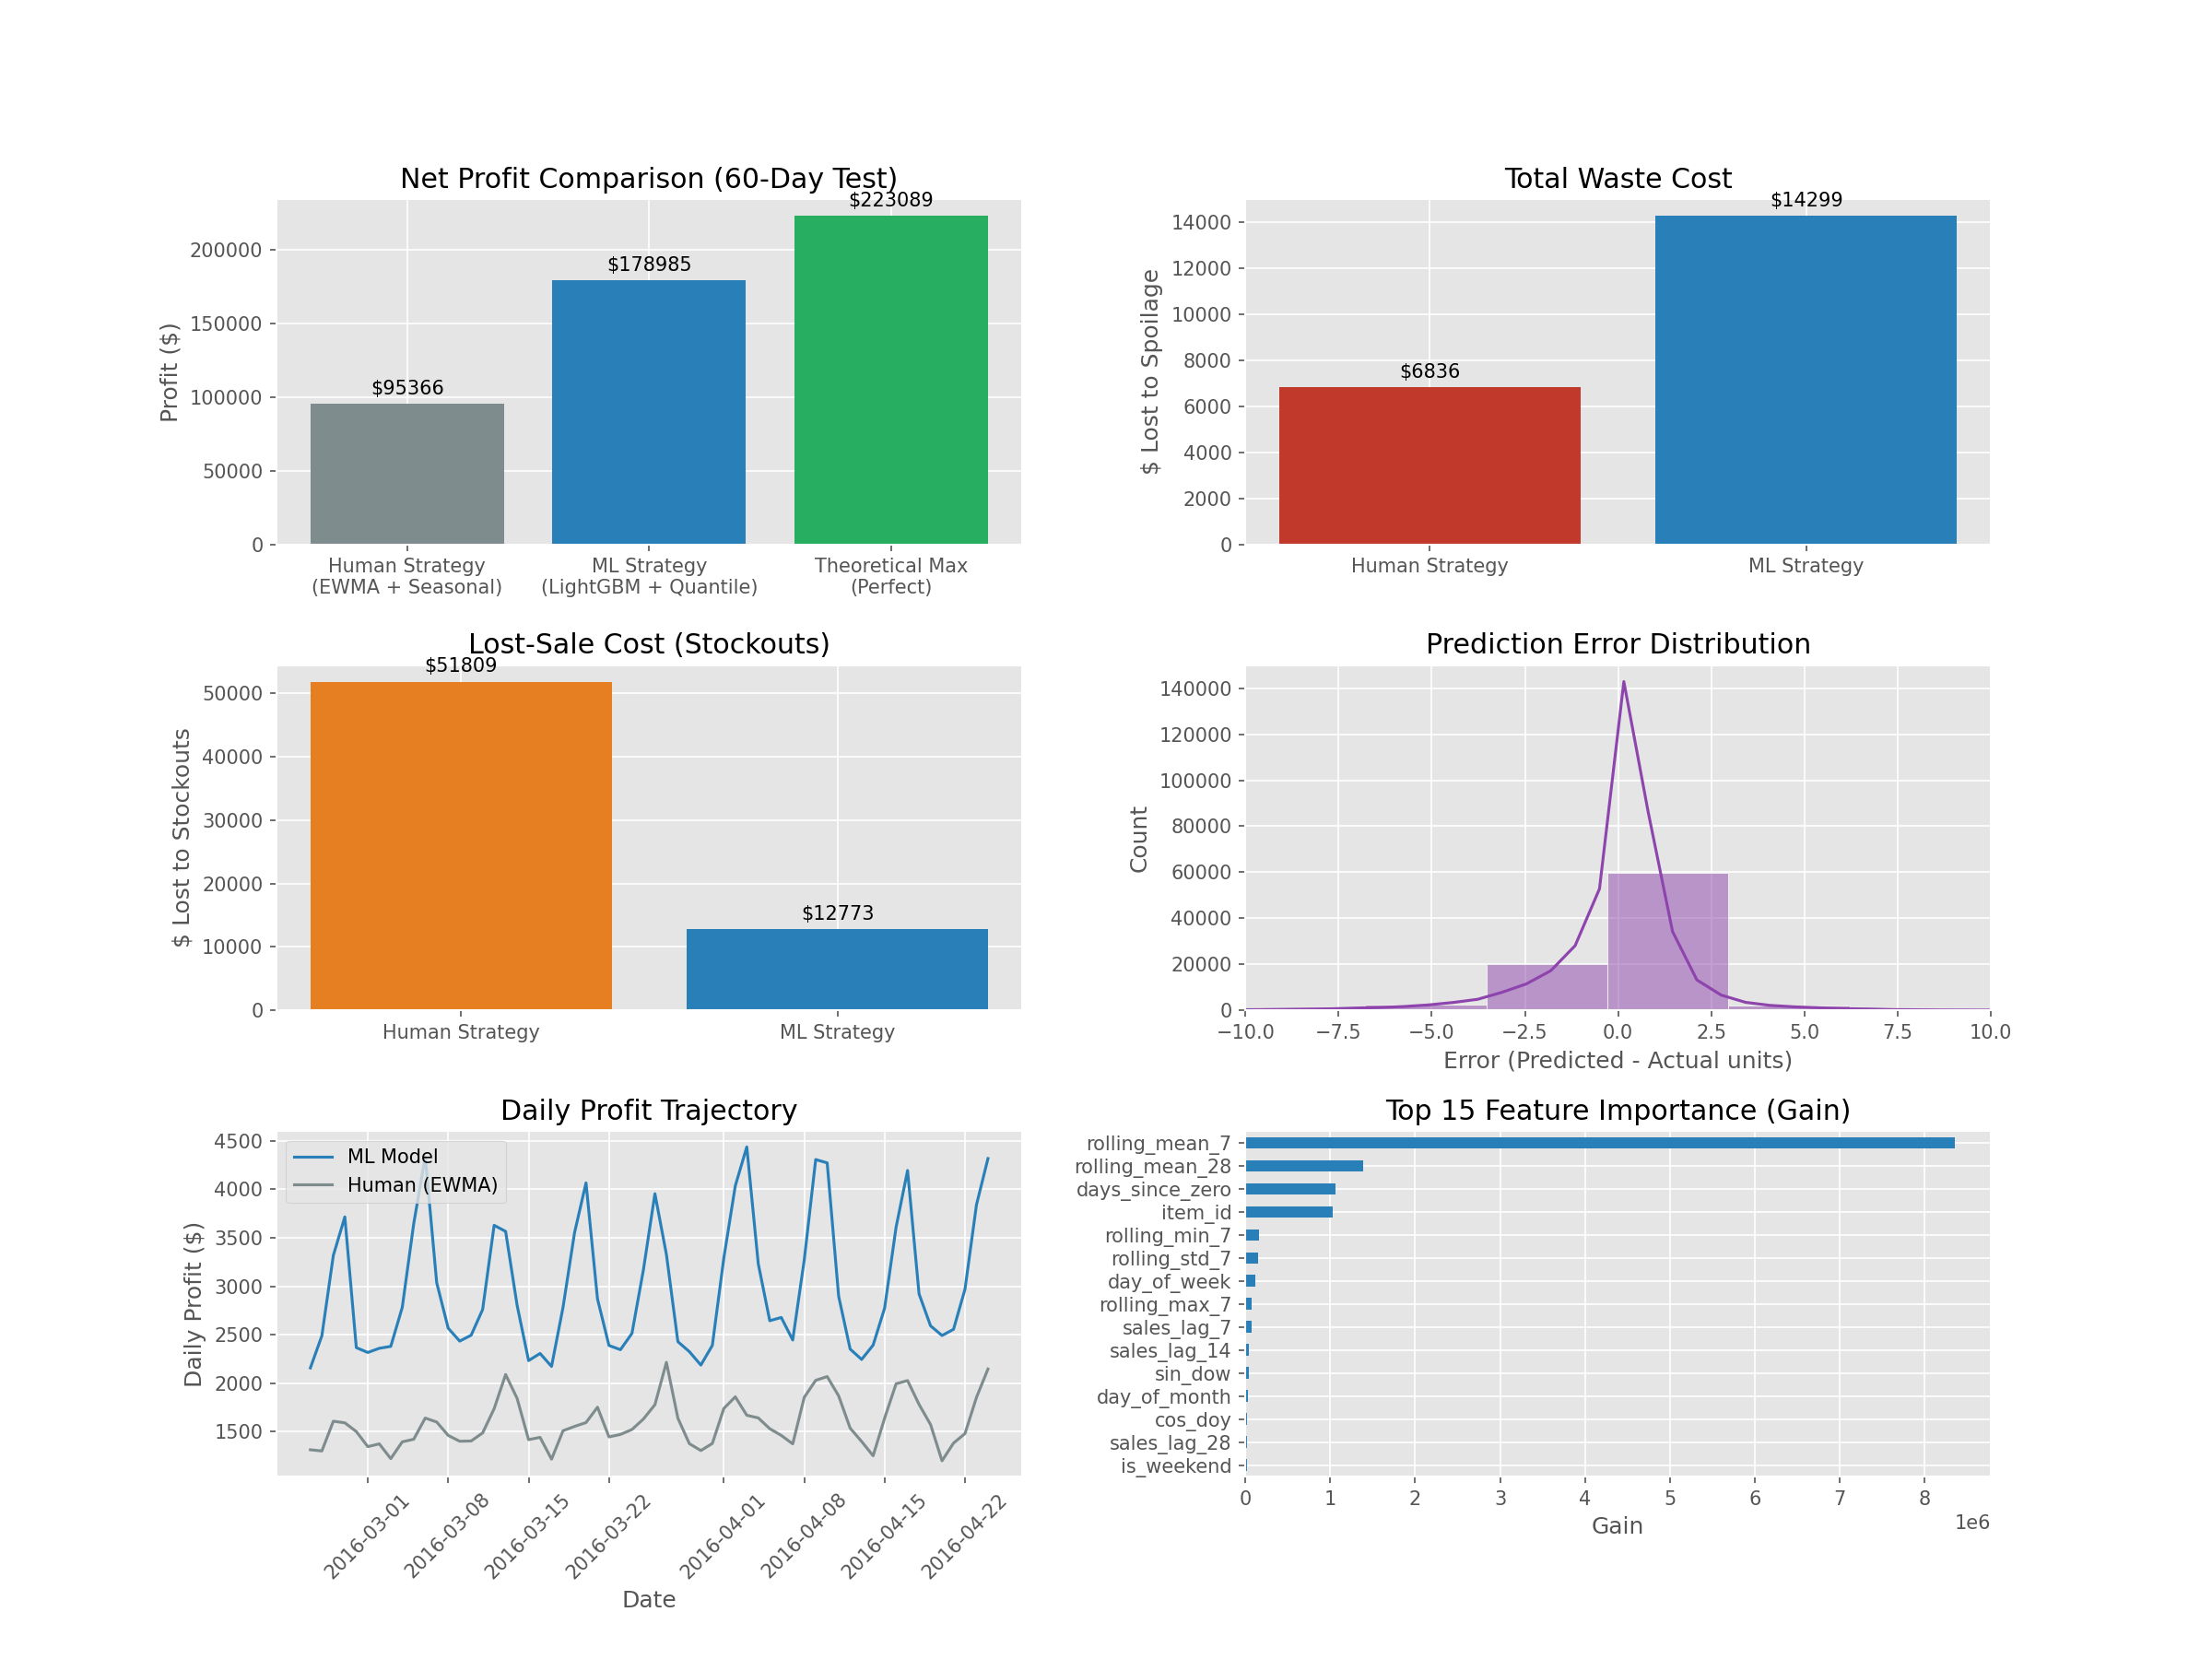 Net Profit Comparison (60-Day Test)
$223089
$178985
$95366
Profit ($)
200000
150000
100000
50000
0
Human Strategy
(EWMA + Seasonal)
ML Strategy
(LightGBM + Quantile)
Theoretical Max
(Perfect)
Total Waste Cost
$14299
$6836
$ Lost to Spoilage
14000
12000
10000
8000
6000
4000
2000
0
Human Strategy
ML Strategy
Lost-Sale Cost (Stockouts)
$51809
$12773
$ Lost to Stockouts
50000
40000
30000
20000
10000
0
Human Strategy
ML Strategy
Prediction Error Distribution
Count
140000
120000
100000
80000
60000
40000
20000
0
−10.0
−7.5
−5.0
−2.5
0.0
2.5
5.0
7.5
10.0
Error (Predicted - Actual units)
Daily Profit Trajectory
ML Model
Human (EWMA)
Daily Profit ($)
4500
4000
3500
3000
2500
2000
1500
2016-03-01
2016-03-08
2016-03-15
2016-03-22
2016-04-01
2016-04-08
2016-04-15
2016-04-22
Date
Top 15 Feature Importance (Gain)
rolling_mean_7
rolling_mean_28
days_since_zero
item_id
rolling_min_7
rolling_std_7
day_of_week
rolling_max_7
sales_lag_7
sales_lag_14
sin_dow
day_of_month
cos_doy
sales_lag_28
is_weekend
0
1
2
3
4
5
6
7
8
1e6
Gain